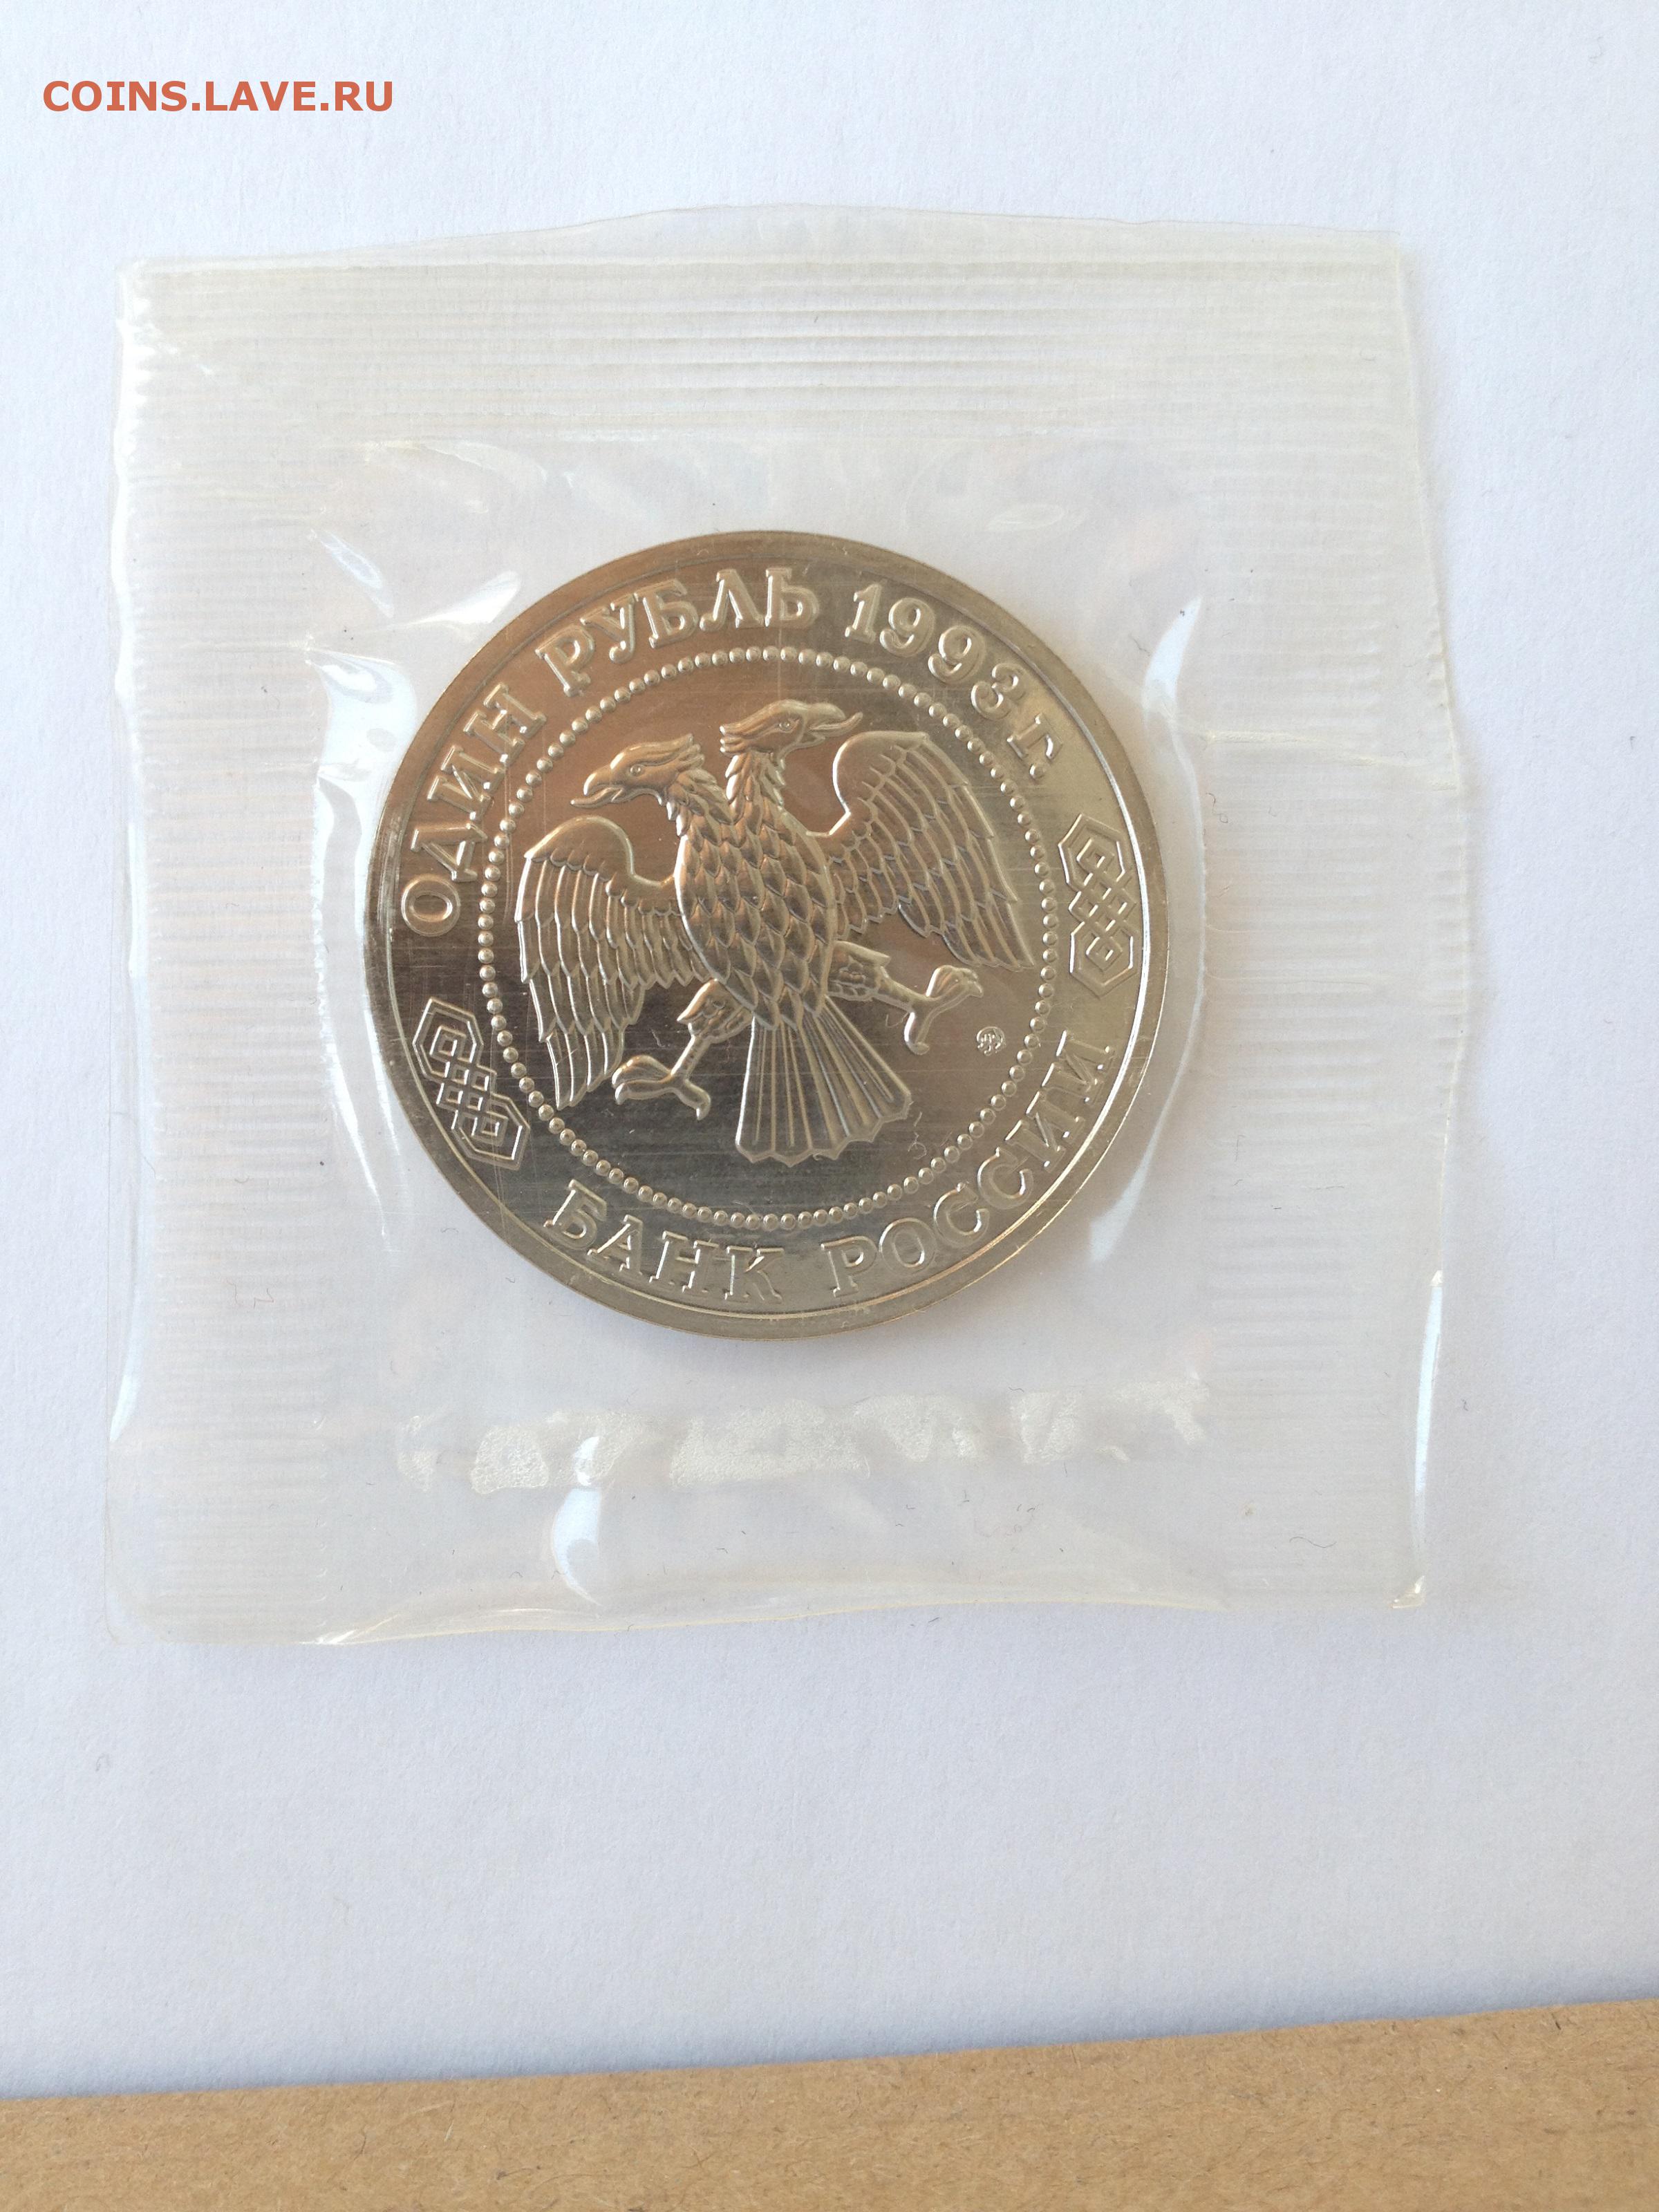 COINS.LAVE.RU
ОДИН РУБЛЬ 1993 г.
БАНК РОССИИ